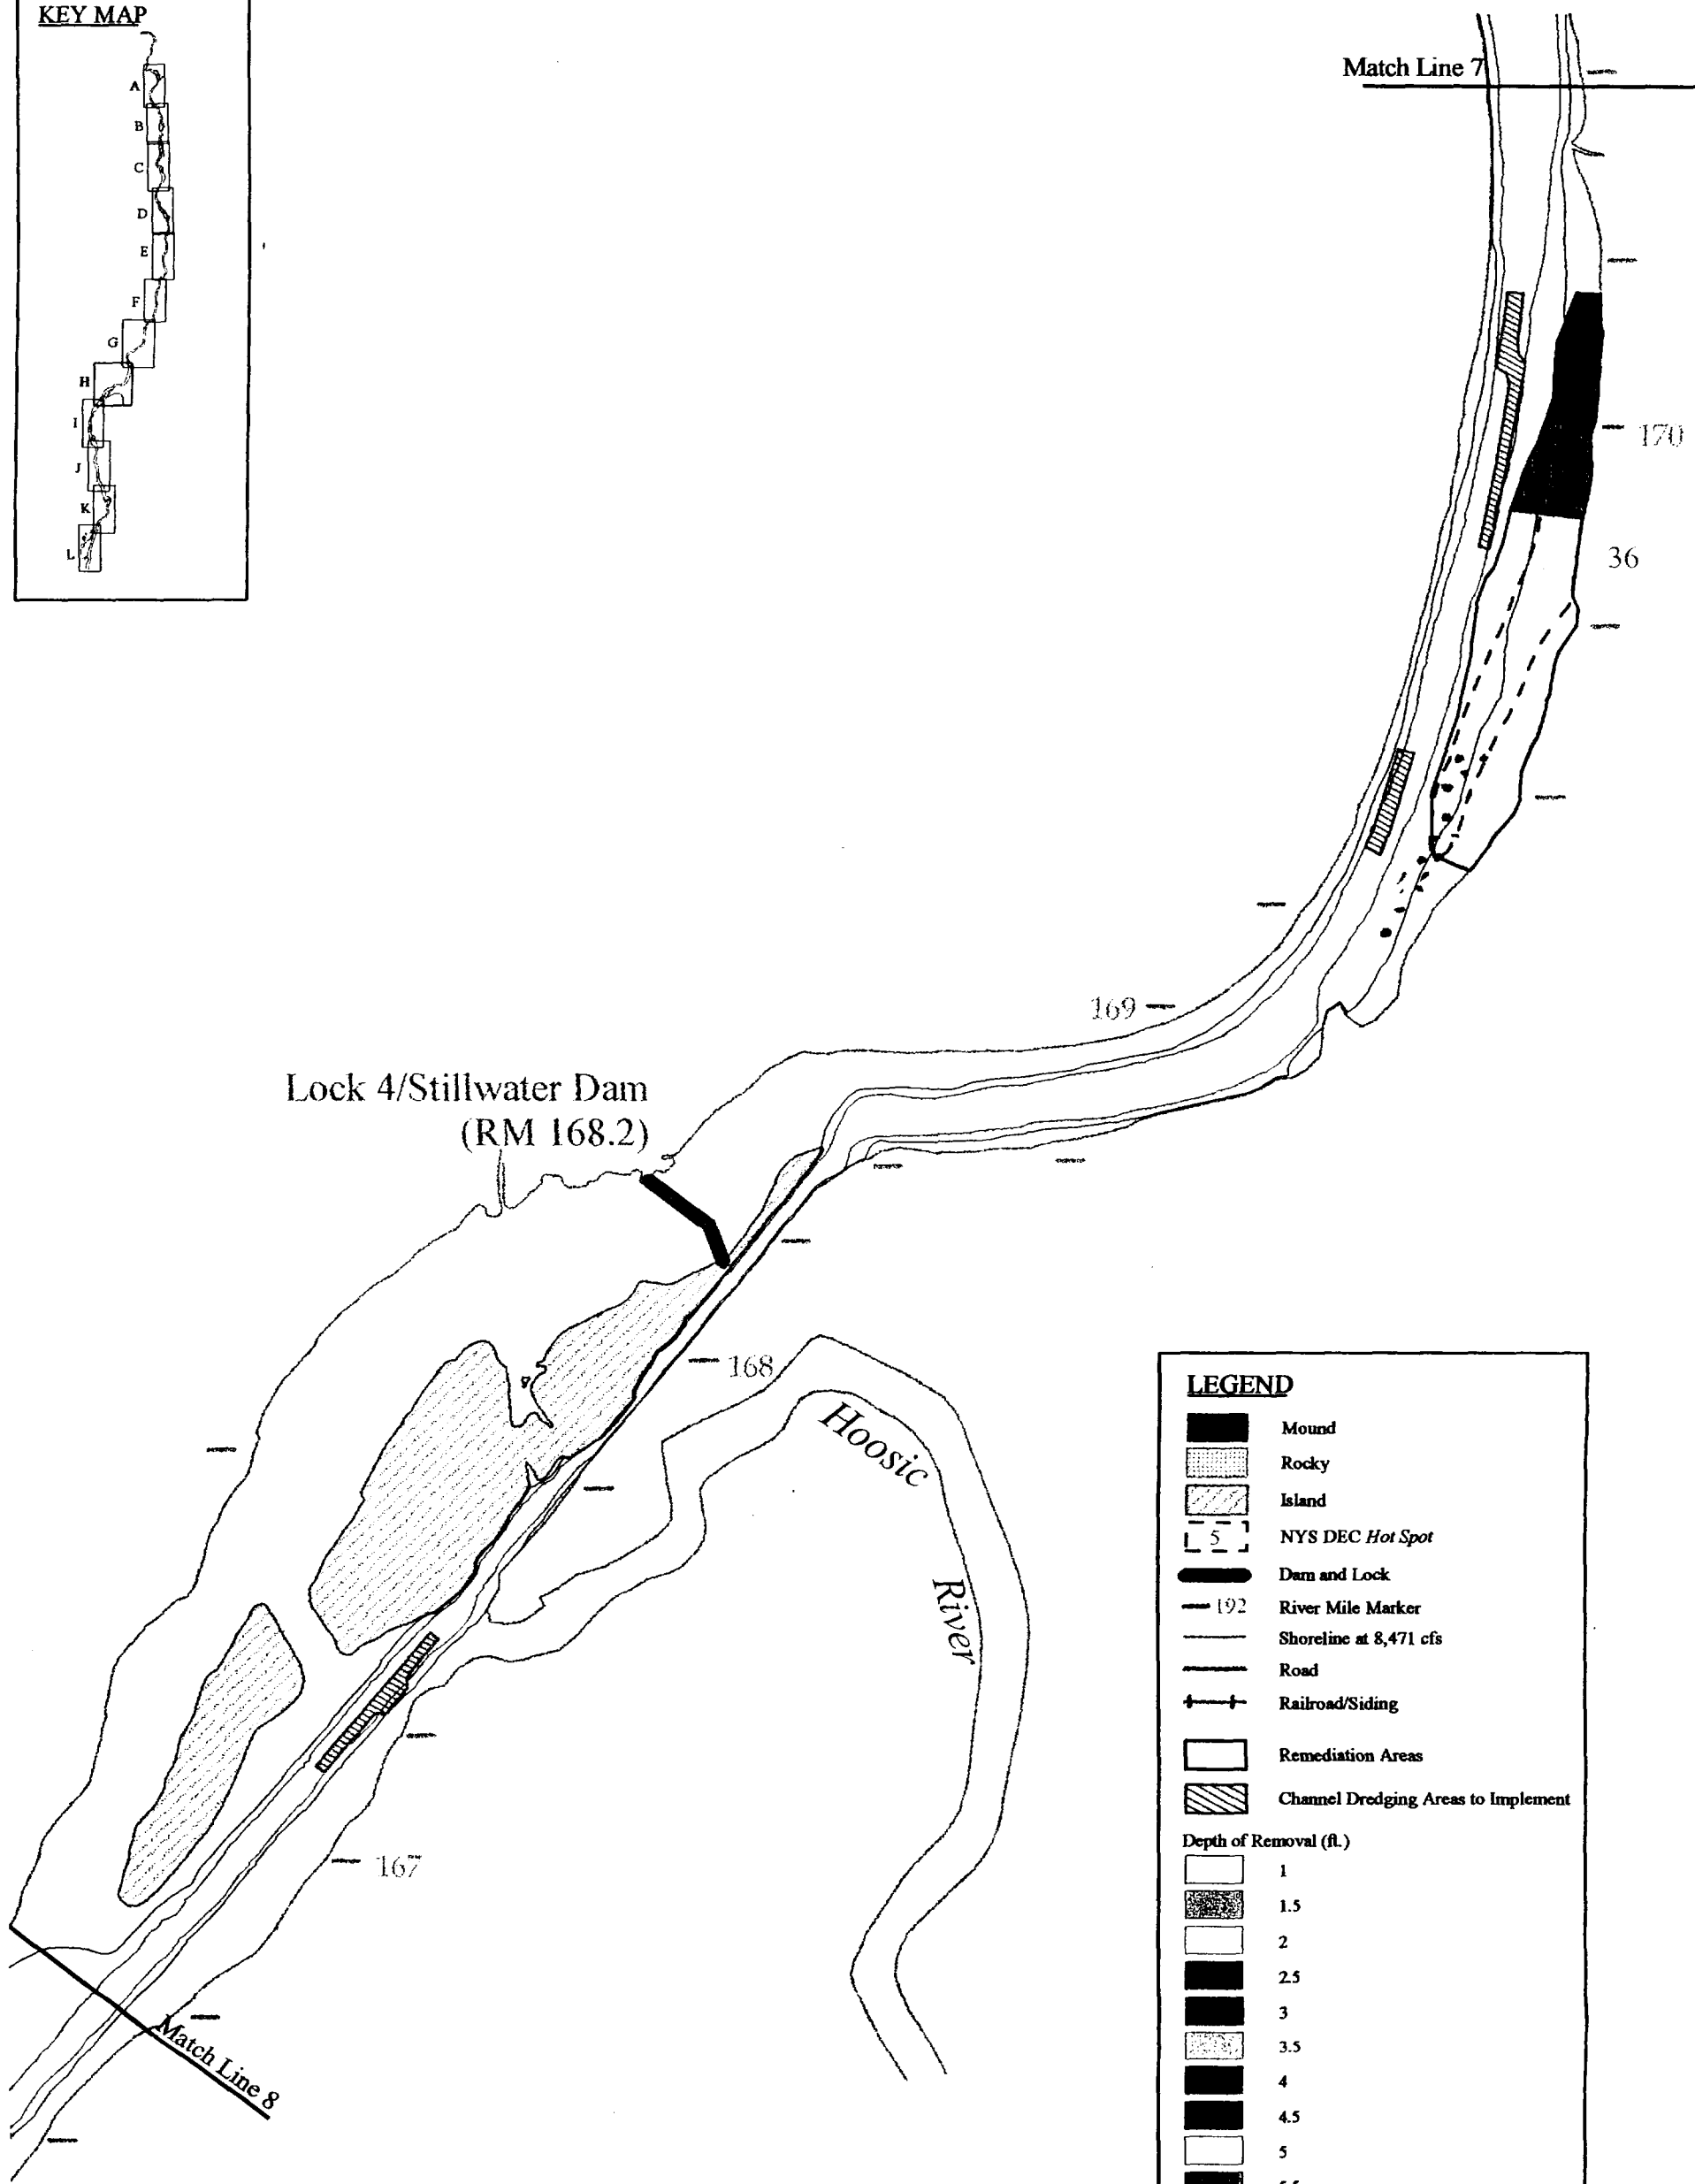 KEY MAP
A
B
C
D
E
F
G
H
I
J
K
L
Match Line 7
170
36
169
Lock 4/Stillwater Dam
(RM 168.2)
168
Hoosic
River
167
Match Line 8
LEGEND
Mound
Rocky
Island
5 NYS DEC Hot Spot
Dam and Lock
192 River Mile Marker
Shoreline at 8,471 cfs
Road
Railroad/Siding
Remediation Areas
Channel Dredging Areas to Implement
Depth of Removal (ft.)
1
1.5
2
2.5
3
3.5
4
4.5
5